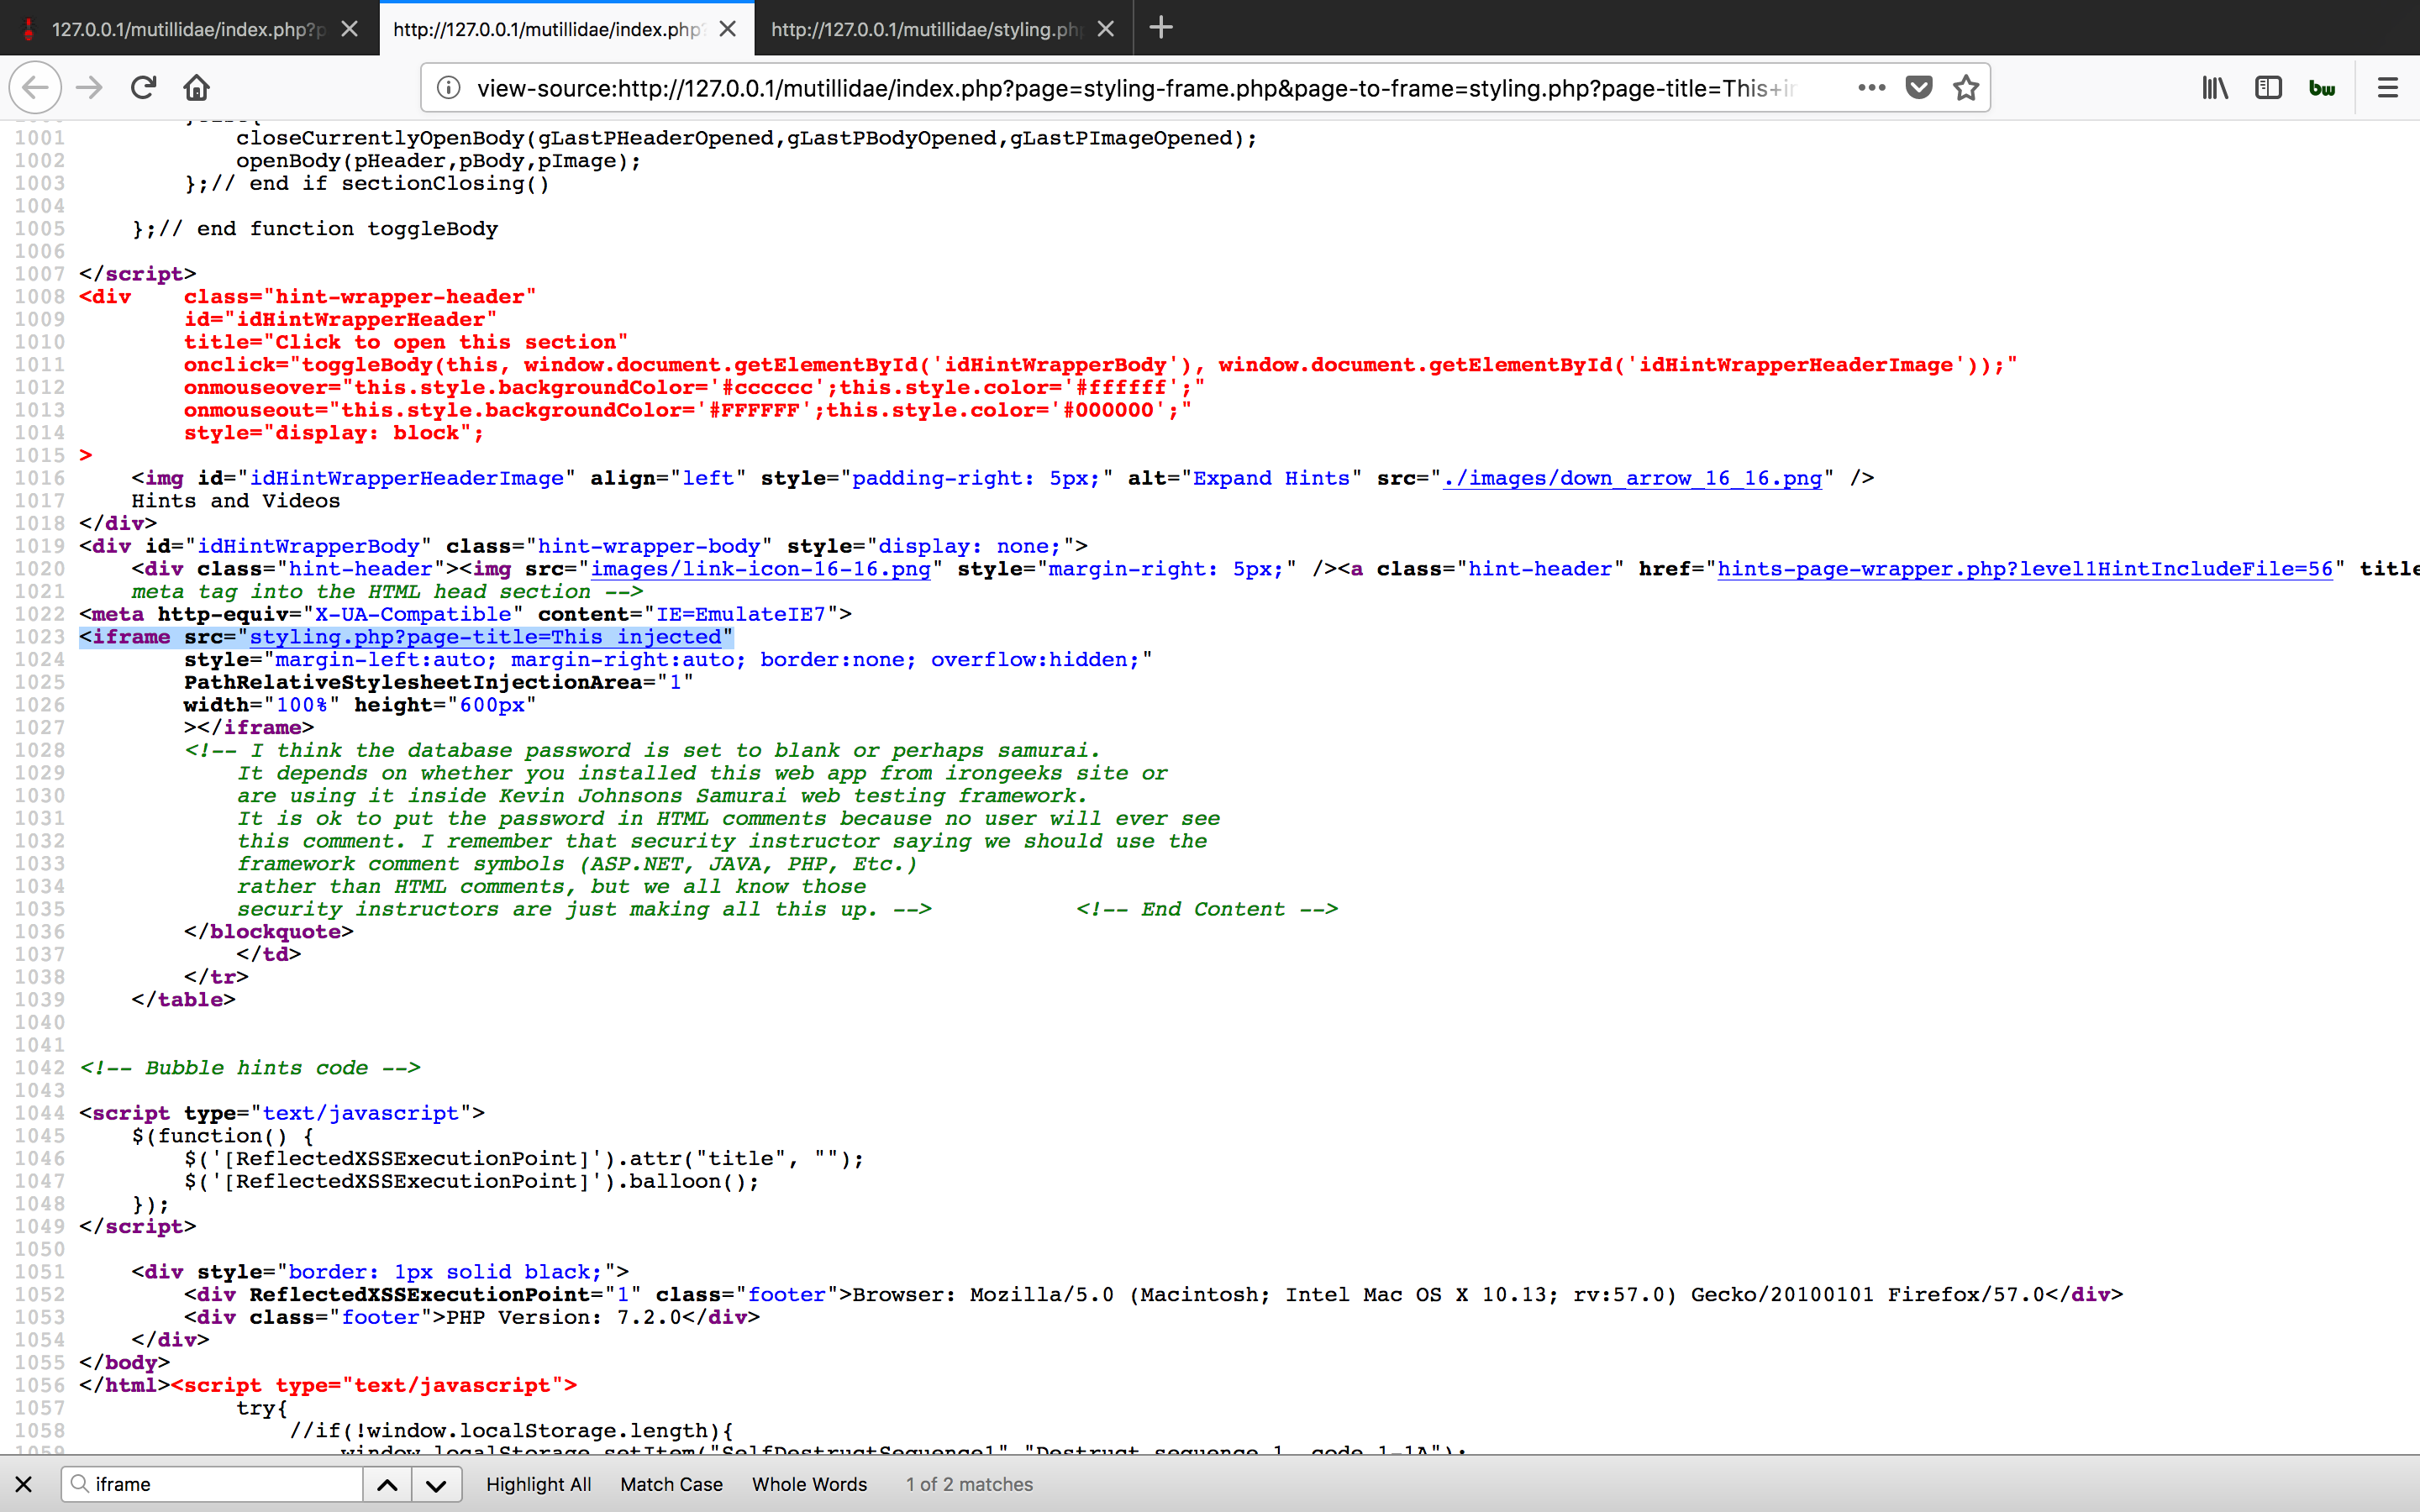 127.0.0.1/mutillidae/index.php?p
http://127.0.0.1/mutillidae/index.php?
http://127.0.0.1/mutillidae/styling.php
view-source:http://127.0.0.1/mutillidae/index.php?page=styling-frame.php&page-to-frame=styling.php?page-title=This+in
1001 closeCurrentlyOpenBody(gLastPHeaderOpened,gLastPBodyOpened,gLastPImageOpened);
1002 openBody(pHeader,pBody,pImage);
1003 };// end if sectionClosing()
1004
1005 };// end function toggleBody
1006
1007 </script>
1008 <div class="hint-wrapper-header"
1009 id="idHintWrapperHeader"
1010 title="Click to open this section"
1011 onclick="toggleBody(this, window.document.getElementById('idHintWrapperBody'), window.document.getElementById('idHintWrapperHeaderImage'));"
1012 onmouseover="this.style.backgroundColor='#cccccc';this.style.color='#ffffff';"
1013 onmouseout="this.style.backgroundColor='#FFFFFF';this.style.color='#000000';"
1014 style="display: block";
1015 >
1016 <img id="idHintWrapperHeaderImage" align="left" style="padding-right: 5px;" alt="Expand Hints" src="./images/down_arrow_16_16.png" />
1017 Hints and Videos
1018 </div>
1019 <div id="idHintWrapperBody" class="hint-wrapper-body" style="display: none;">
1020 <div class="hint-header"><img src="images/link-icon-16-16.png" style="margin-right: 5px;" /><a class="hint-header" href="hints-page-wrapper.php?level1HintIncludeFile=56" title
1021 meta tag into the HTML head section -->
1022 <meta http-equiv="X-UA-Compatible" content="IE=EmulateIE7">
1023 <iframe src="styling.php?page-title=This injected"
1024 style="margin-left:auto; margin-right:auto; border:none; overflow:hidden;"
1025 PathRelativeStylesheetInjectionArea="1"
1026 width="100%" height="600px"
1027 ></iframe>
1028 <!-- I think the database password is set to blank or perhaps samurai.
1029 It depends on whether you installed this web app from irongeeks site or
1030 are using it inside Kevin Johnsons Samurai web testing framework.
1031 It is ok to put the password in HTML comments because no user will ever see
1032 this comment. I remember that security instructor saying we should use the
1033 framework comment symbols (ASP.NET, JAVA, PHP, Etc.)
1034 rather than HTML comments, but we all know those
1035 security instructors are just making all this up. --> <!-- End Content -->
1036 </blockquote>
1037 </td>
1038 </tr>
1039 </table>
1040
1041
1042 <!-- Bubble hints code -->
1043
1044 <script type="text/javascript">
1045 $(function() {
1046 $('[ReflectedXSSExecutionPoint]').attr("title", "");
1047 $('[ReflectedXSSExecutionPoint]').balloon();
1048 });
1049 </script>
1050
1051 <div style="border: 1px solid black;">
1052 <div ReflectedXSSExecutionPoint="1" class="footer">Browser: Mozilla/5.0 (Macintosh; Intel Mac OS X 10.13; rv:57.0) Gecko/20100101 Firefox/57.0</div>
1053 <div class="footer">PHP Version: 7.2.0</div>
1054 </div>
1055 </body>
1056 </html><script type="text/javascript">
1057 try{
1058 //if(!window.localStorage.length){
1059 window.localStorage.setItem("SelfDestructSequence1","Destruct sequence 1, code 1-1A");
iframe Highlight All Match Case Whole Words 1 of 2 matches